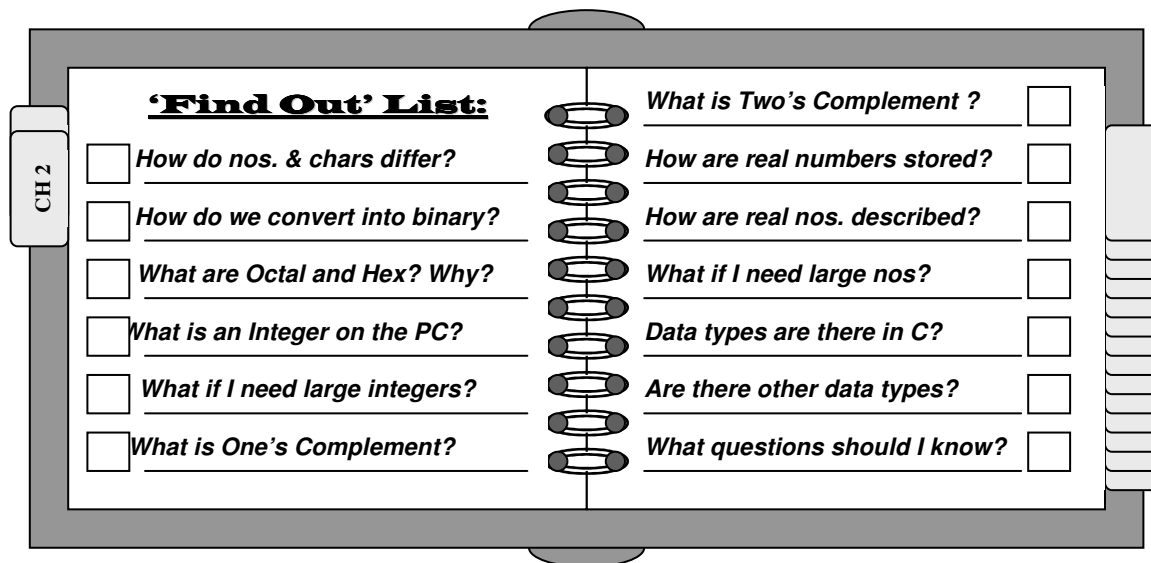 CH 2
‘Find Out’ List:
How do nos. & chars differ?
How do we convert into binary?
What are Octal and Hex? Why?
What is an Integer on the PC?
What if I need large integers?
What is One’s Complement?
What is Two’s Complement ?
How are real numbers stored?
How are real nos. described?
What if I need large nos?
Data types are there in C?
Are there other data types?
What questions should I know?